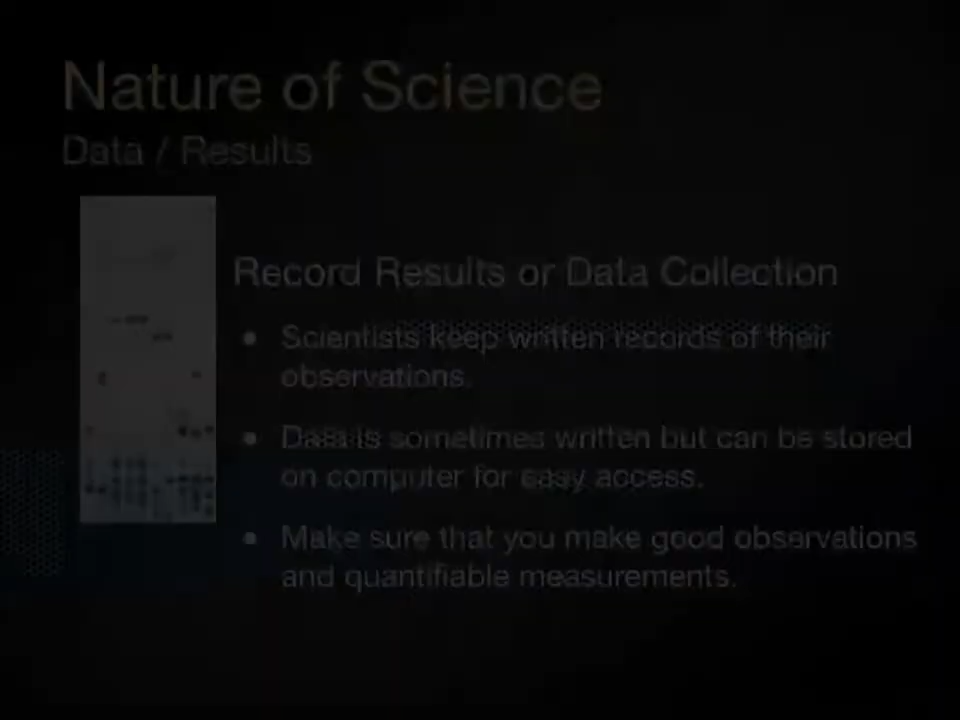 Nature of Science
Data / Results
Record Results or Data Collection
• Scientists keep written records of their
observations.
• Data is sometimes written but can be stored
on computer for easy access.
• Make sure that you make good observations
and quantifiable measurements.